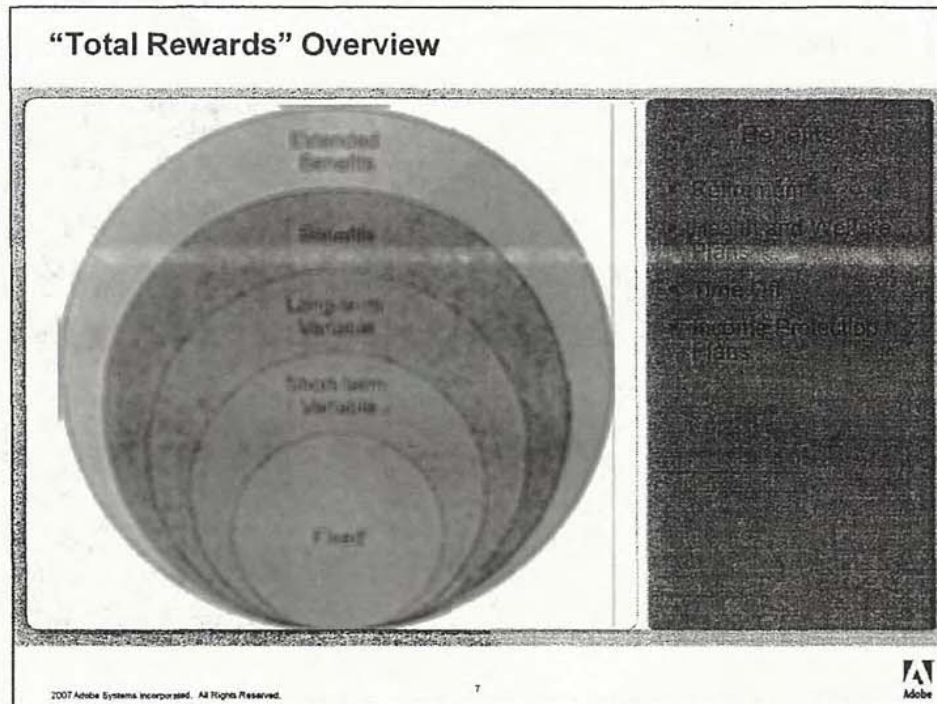 “Total Rewards” Overview
Extended
Benefits
Benefits
Long-term
Variable
Short-term
Variable
Fixed
Benefits
• Retirement
• Health and Welfare
Plans
• Time Off
• Income Protection
Plans
2007 Adobe Systems Incorporated. All Rights Reserved.
7
Adobe